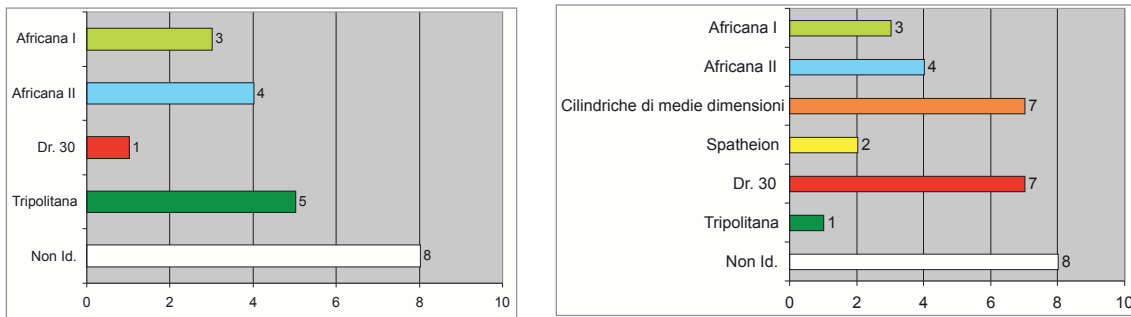 Africana I
3
Africana II
4
Dr. 30
1
Tripolitana
5
Non Id.
8
0 2 4 6 8 10
Africana I
3
Africana II
4
Cilindriche di medie dimensioni
7
Spatheion
2
Dr. 30
7
Tripolitana
1
Non Id.
8
0 2 4 6 8 10